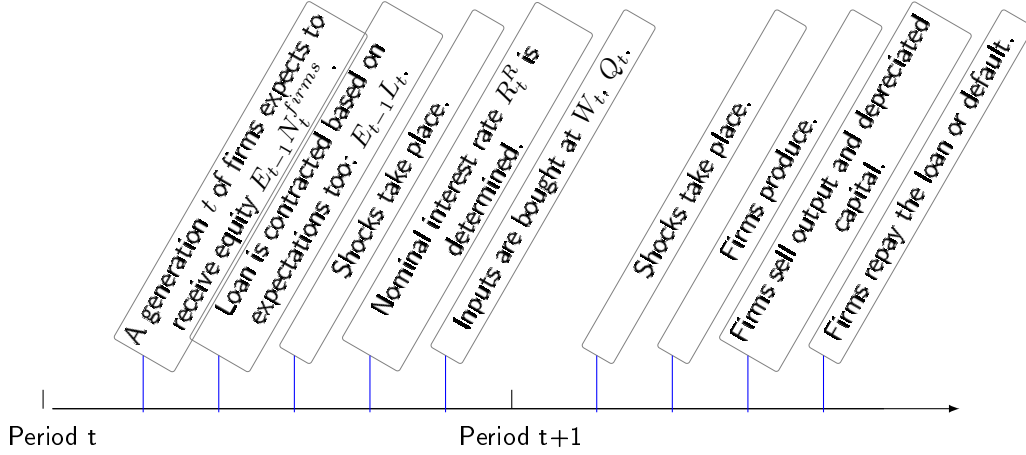 A generation t of firms expects to
receive equity E_{t−1}N_t^{firms}.
Loan is contracted based on
expectations too: E_{t−1}L_t.
Shocks take place.
Nominal interest rate R_t^R is
determined.
Inputs are bought at W_t, Q_t.
Shocks take place.
Firms produce.
Firms sell output and depreciated
capital.
Firms repay the loan or default.
Period t
Period t+1